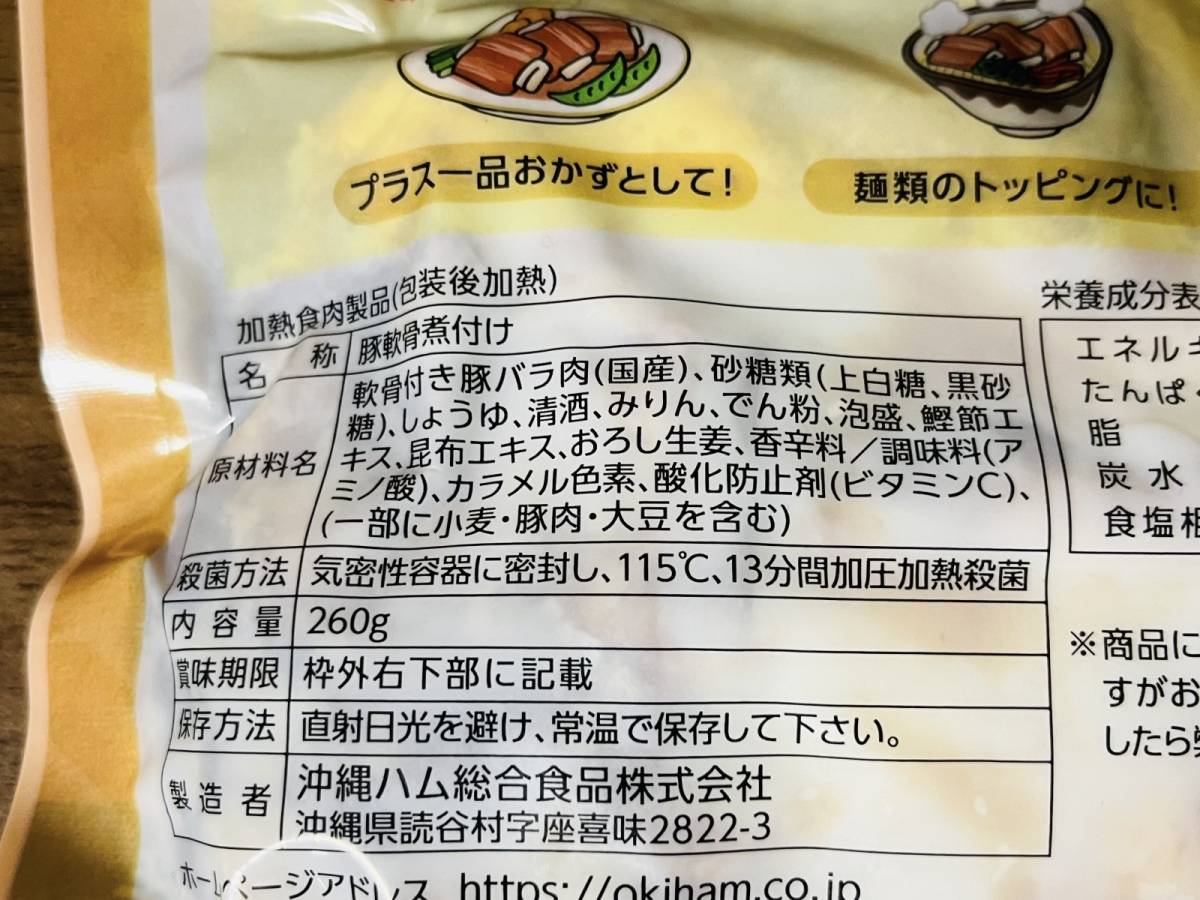 プラス一品おかずとして!
麺類のトッピングに!
加熱食肉製品(包装後加熱)
名 称 豚軟骨煮付け
原材料名 軟骨付き豚バラ肉(国産)、砂糖類(上白糖、黒砂
糖)、しょうゆ、清酒、みりん、でん粉、泡盛、鰹節エ
キス、昆布エキス、おろし生姜、香辛料/調味料(ア
ミノ酸)、カラメル色素、酸化防止剤(ビタミンC)、
(一部に小麦・豚肉・大豆を含む)
殺菌方法 気密性容器に密封し、115℃、13分間加圧加熱殺菌
内容量 260g
賞味期限 枠外右下部に記載
保存方法 直射日光を避け、常温で保存して下さい。
製造者 沖縄ハム総合食品株式会社
沖縄県読谷村字座喜味2822-3
ホームページアドレス https://okiham.co.jp
栄養成分表
エネルギ
たんぱく
脂
炭水
食塩相
※商品に
すがお
したら